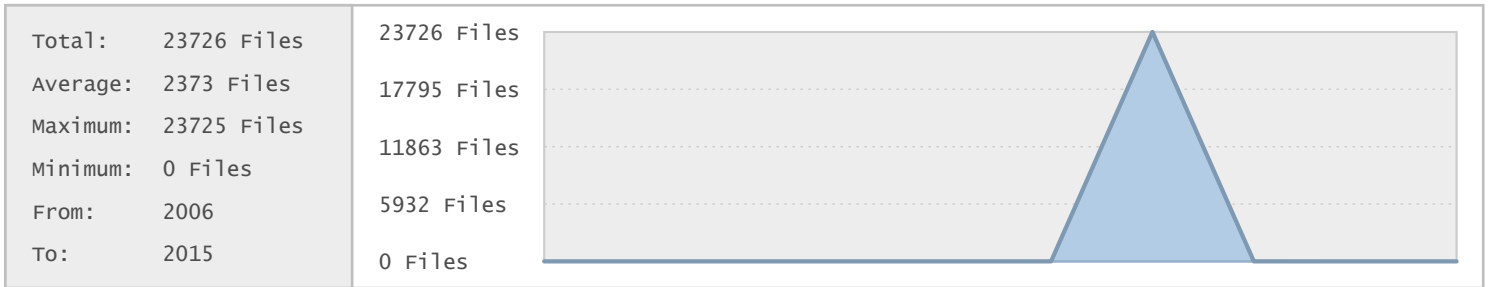 Total: 23726 Files
Average: 2373 Files
Maximum: 23725 Files
Minimum: 0 Files
From: 2006
To: 2015
23726 Files
17795 Files
11863 Files
5932 Files
0 Files